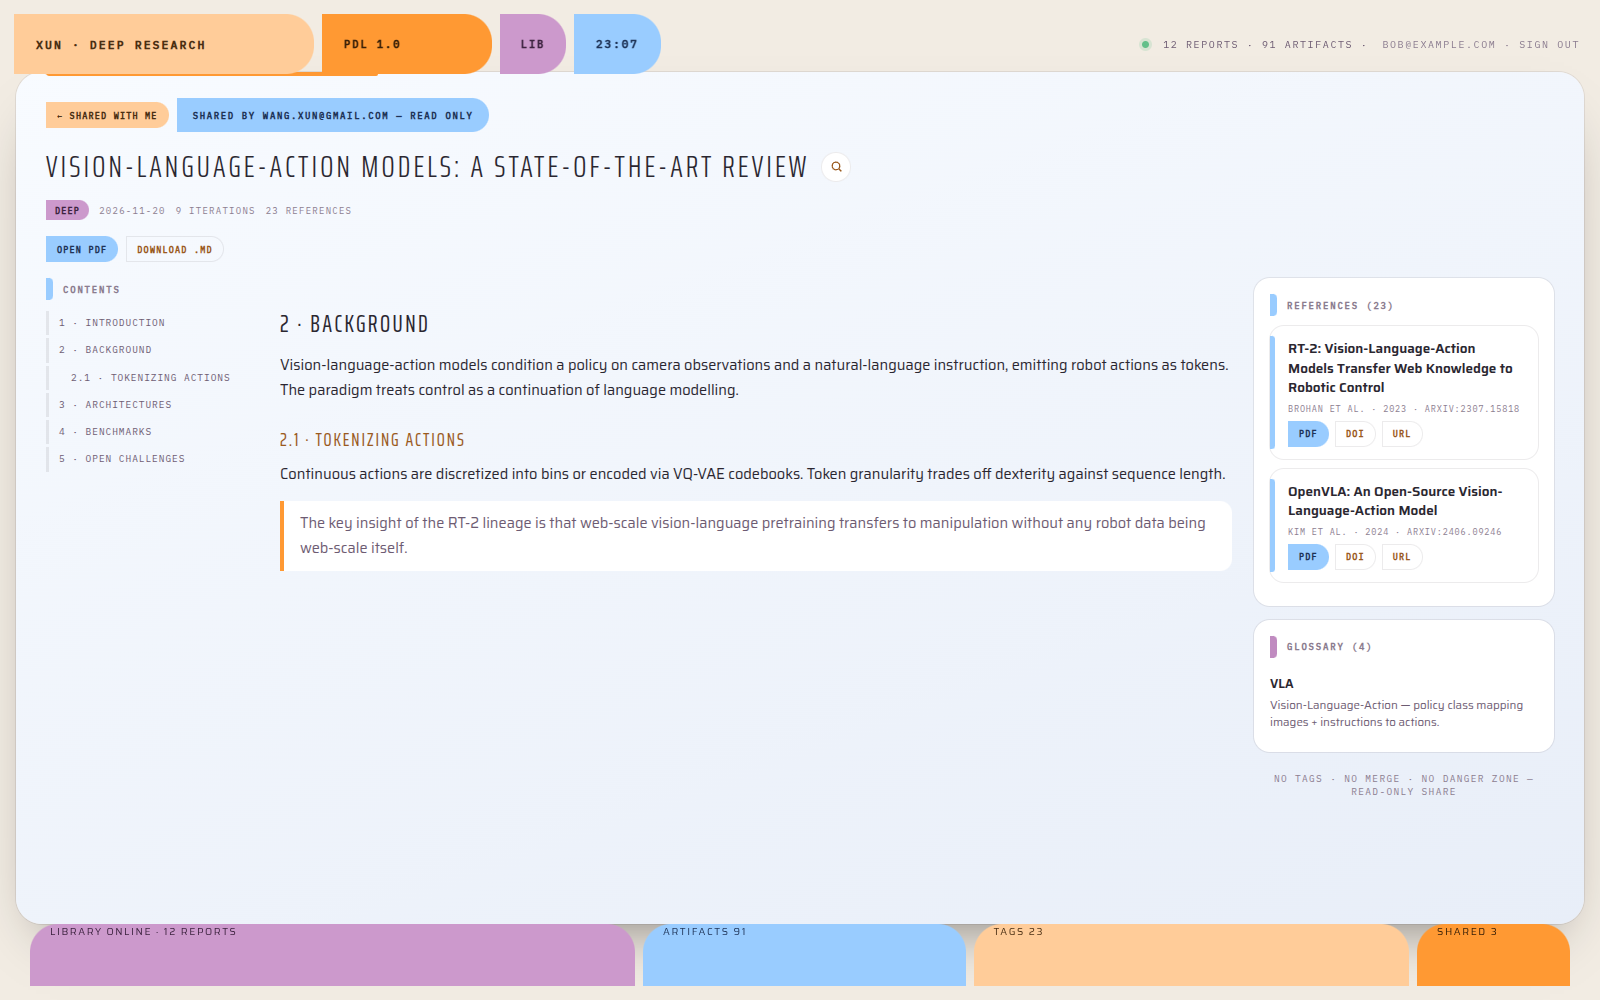 XUN · DEEP RESEARCH
PDL 1.0
LIB
23:07
12 REPORTS · 91 ARTIFACTS · BOB@EXAMPLE.COM · SIGN OUT
← SHARED WITH ME
SHARED BY WANG.XUN@GMAIL.COM — READ ONLY
VISION-LANGUAGE-ACTION MODELS: A STATE-OF-THE-ART REVIEW
DEEP 2026-11-20 9 ITERATIONS 23 REFERENCES
OPEN PDF
DOWNLOAD .MD
CONTENTS
1 · INTRODUCTION
2 · BACKGROUND
2.1 · TOKENIZING ACTIONS
3 · ARCHITECTURES
4 · BENCHMARKS
5 · OPEN CHALLENGES
2 · BACKGROUND
Vision-language-action models condition a policy on camera observations and a natural-language instruction, emitting robot actions as tokens.
The paradigm treats control as a continuation of language modelling.
2.1 · TOKENIZING ACTIONS
Continuous actions are discretized into bins or encoded via VQ-VAE codebooks. Token granularity trades off dexterity against sequence length.
The key insight of the RT-2 lineage is that web-scale vision-language pretraining transfers to manipulation without any robot data being
web-scale itself.
REFERENCES (23)
RT-2: Vision-Language-Action
Models Transfer Web Knowledge to
Robotic Control
BROHAN ET AL. · 2023 · ARXIV:2307.15818
PDF DOI URL
OpenVLA: An Open-Source Vision-
Language-Action Model
KIM ET AL. · 2024 · ARXIV:2406.09246
PDF DOI URL
GLOSSARY (4)
VLA
Vision-Language-Action — policy class mapping
images + instructions to actions.
NO TAGS · NO MERGE · NO DANGER ZONE —
READ-ONLY SHARE
LIBRARY ONLINE · 12 REPORTS
ARTIFACTS 91
TAGS 23
SHARED 3